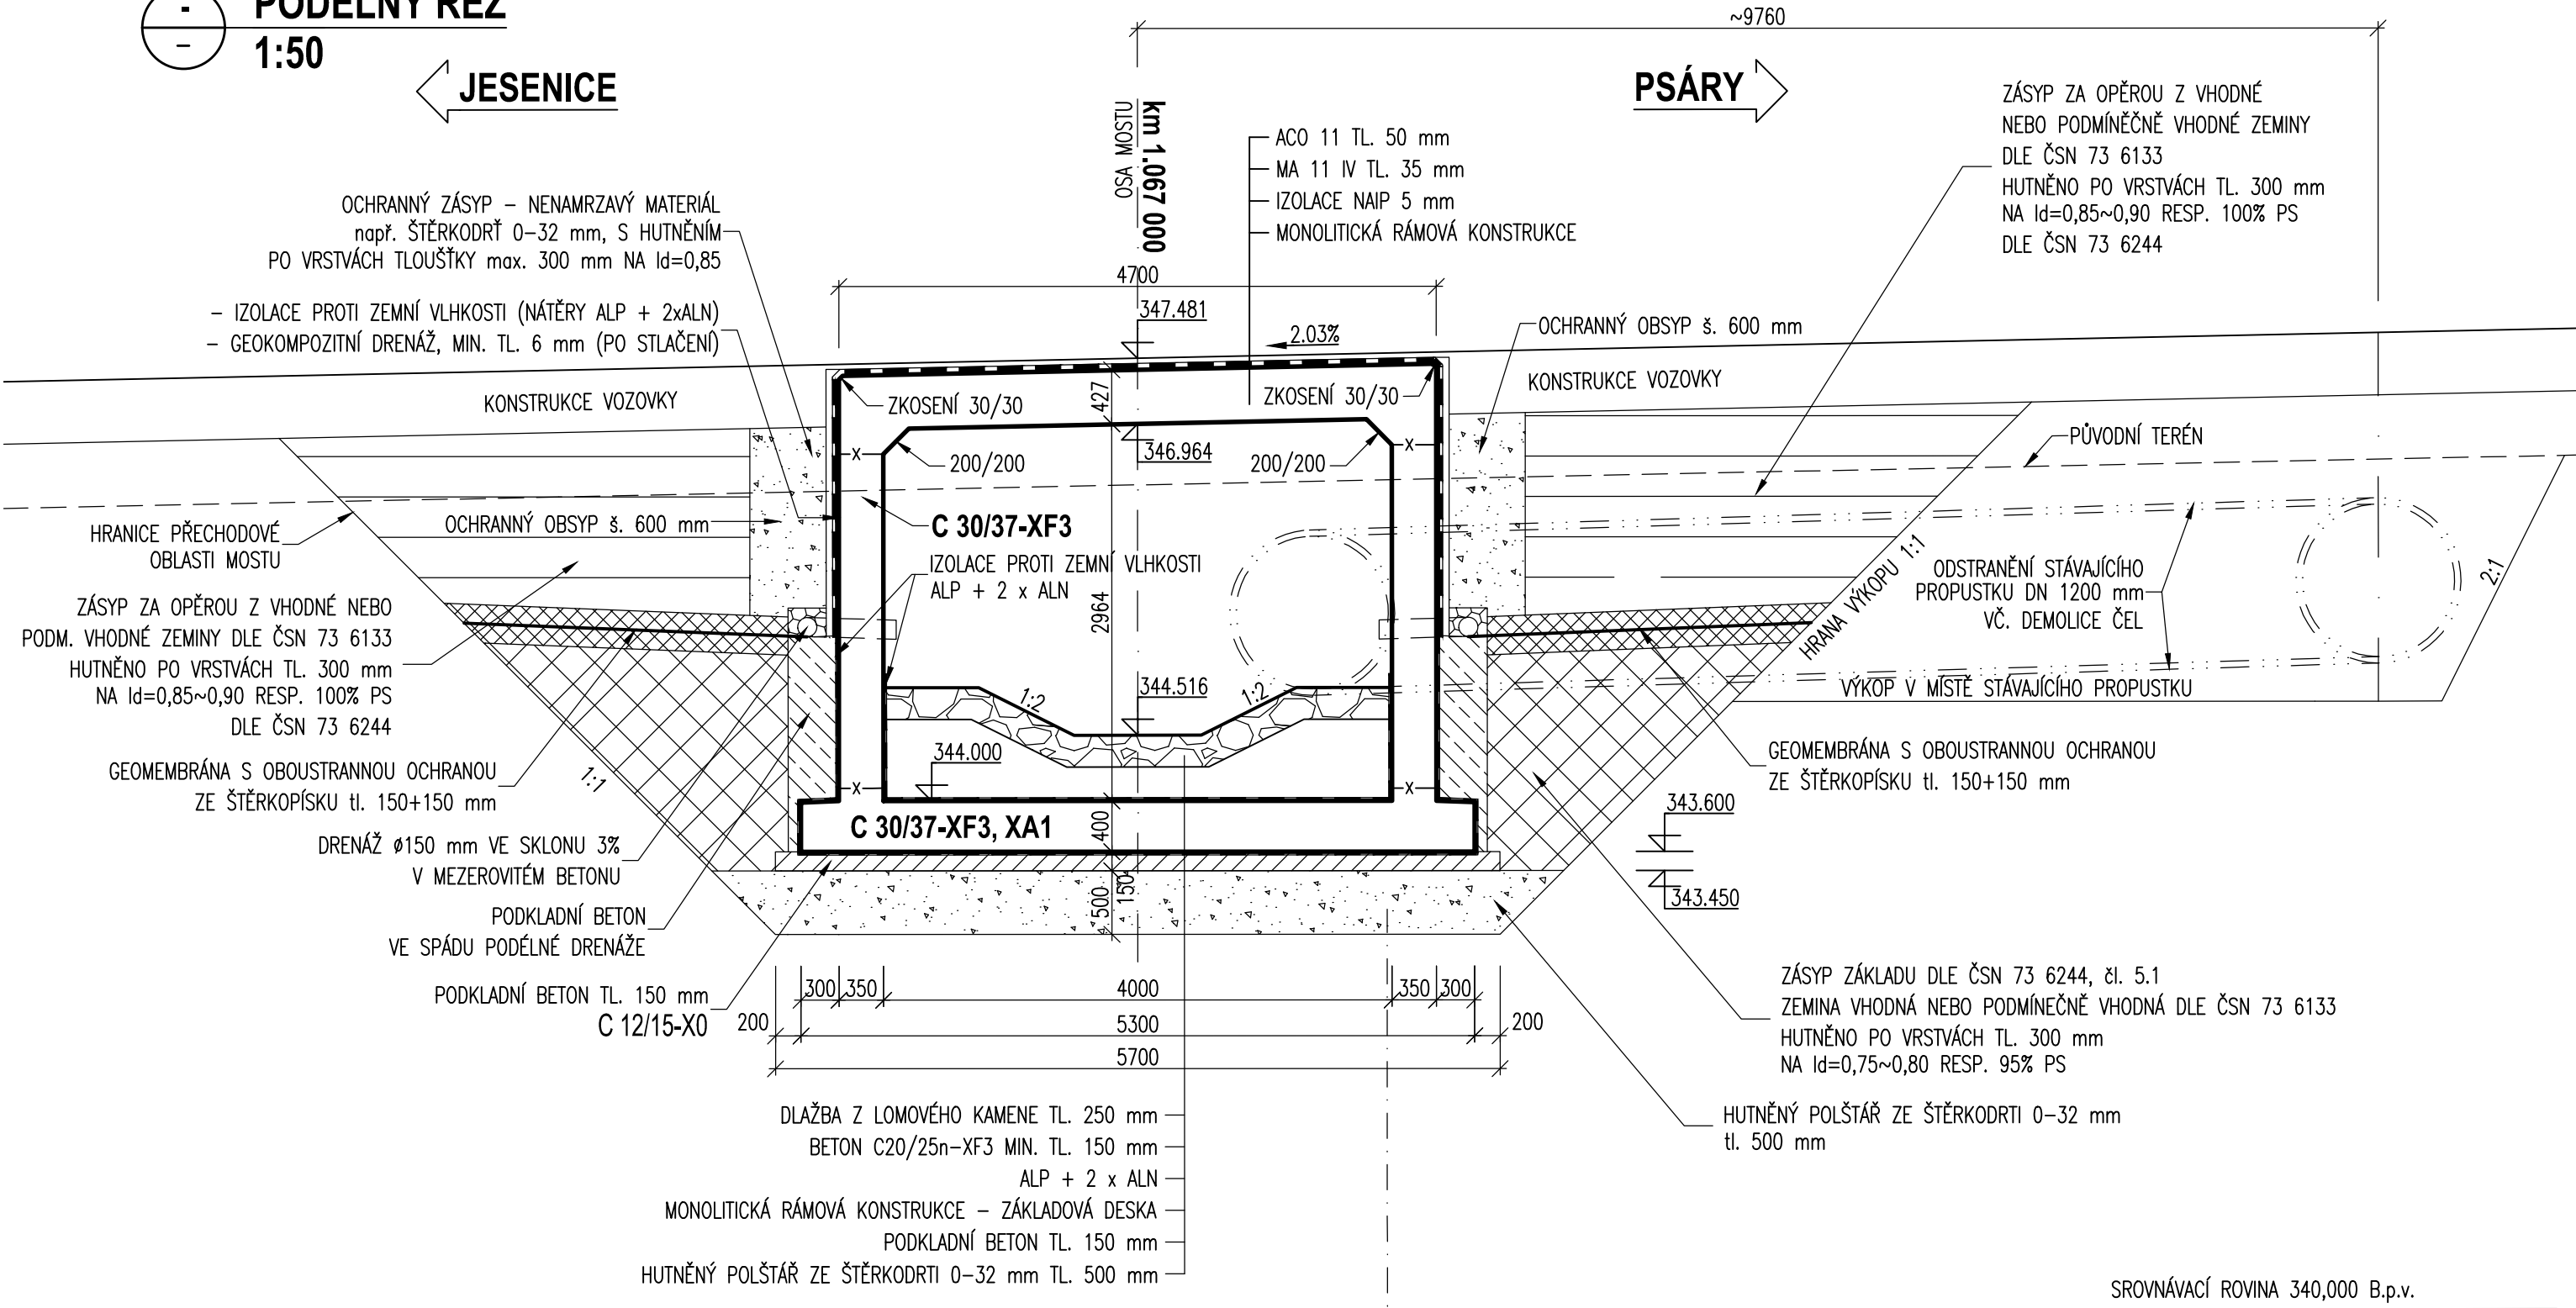 -
–
PODÉLNÝ ŘEZ
1:50
JESENICE
PSÁRY
~9760
OSA MOSTU
km 1.067 000
ACO 11 TL. 50 mm
MA 11 IV TL. 35 mm
IZOLACE NAIP 5 mm
MONOLITICKÁ RÁMOVÁ KONSTRUKCE
ZÁSYP ZA OPĚROU Z VHODNÉ
NEBO PODMÍNĚČNĚ VHODNÉ ZEMINY
DLE ČSN 73 6133
HUTNĚNO PO VRSTVÁCH TL. 300 mm
NA Id=0,85~0,90 RESP. 100% PS
DLE ČSN 73 6244
OCHRANNÝ ZÁSYP – NENAMRZAVÝ MATERIÁL
např. ŠTĚRKODRŤ 0–32 mm, S HUTNĚNÍM
PO VRSTVÁCH TLOUŠŤKY max. 300 mm NA Id=0,85
– IZOLACE PROTI ZEMNÍ VLHKOSTI (NÁTĚRY ALP + 2xALN)
– GEOKOMPOZITNÍ DRENÁŽ, MIN. TL. 6 mm (PO STLAČENÍ)
4700
347.481
2.03%
OCHRANNÝ OBSYP š. 600 mm
KONSTRUKCE VOZOVKY
KONSTRUKCE VOZOVKY
ZKOSENÍ 30/30
ZKOSENÍ 30/30
427
346.964
200/200
200/200
PŮVODNÍ TERÉN
x
x
OCHRANNÝ OBSYP š. 600 mm
C 30/37-XF3
HRANICE PŘECHODOVÉ
OBLASTI MOSTU
IZOLACE PROTI ZEMNÍ VLHKOSTI
ALP + 2 x ALN
2964
HRANA VÝKOPU 1:1
ODSTRANĚNÍ STÁVAJÍCÍHO
PROPUSTKU DN 1200 mm
VČ. DEMOLICE ČEL
2:1
ZÁSYP ZA OPĚROU Z VHODNÉ NEBO
PODM. VHODNÉ ZEMINY DLE ČSN 73 6133
HUTNĚNO PO VRSTVÁCH TL. 300 mm
NA Id=0,85~0,90 RESP. 100% PS
DLE ČSN 73 6244
1:2
344.516
1:2
VÝKOP V MÍSTĚ STÁVAJÍCÍHO PROPUSTKU
344.000
GEOMEMBRÁNA S OBOUSTRANNOU OCHRANOU
ZE ŠTĚRKOPÍSKU tl. 150+150 mm
1:1
x
x
GEOMEMBRÁNA S OBOUSTRANNOU OCHRANOU
ZE ŠTĚRKOPÍSKU tl. 150+150 mm
343.600
343.450
C 30/37-XF3, XA1
400
150
500
DRENÁŽ ø150 mm VE SKLONU 3%
V MEZEROVITÉM BETONU
PODKLADNÍ BETON
VE SPÁDU PODÉLNÉ DRENÁŽE
PODKLADNÍ BETON TL. 150 mm
C 12/15-X0
300
350
4000
350
300
200
5300
200
5700
ZÁSYP ZÁKLADU DLE ČSN 73 6244, čl. 5.1
ZEMINA VHODNÁ NEBO PODMÍNEČNĚ VHODNÁ DLE ČSN 73 6133
HUTNĚNO PO VRSTVÁCH TL. 300 mm
NA Id=0,75~0,80 RESP. 95% PS
HUTNĚNÝ POLŠTÁŘ ZE ŠTĚRKODRTI 0–32 mm
tl. 500 mm
DLAŽBA Z LOMOVÉHO KAMENE TL. 250 mm
BETON C20/25n–XF3 MIN. TL. 150 mm
ALP + 2 x ALN
MONOLITICKÁ RÁMOVÁ KONSTRUKCE – ZÁKLADOVÁ DESKA
PODKLADNÍ BETON TL. 150 mm
HUTNĚNÝ POLŠTÁŘ ZE ŠTĚRKODRTI 0–32 mm TL. 500 mm
SROVNÁVACÍ ROVINA 340,000 B.p.v.